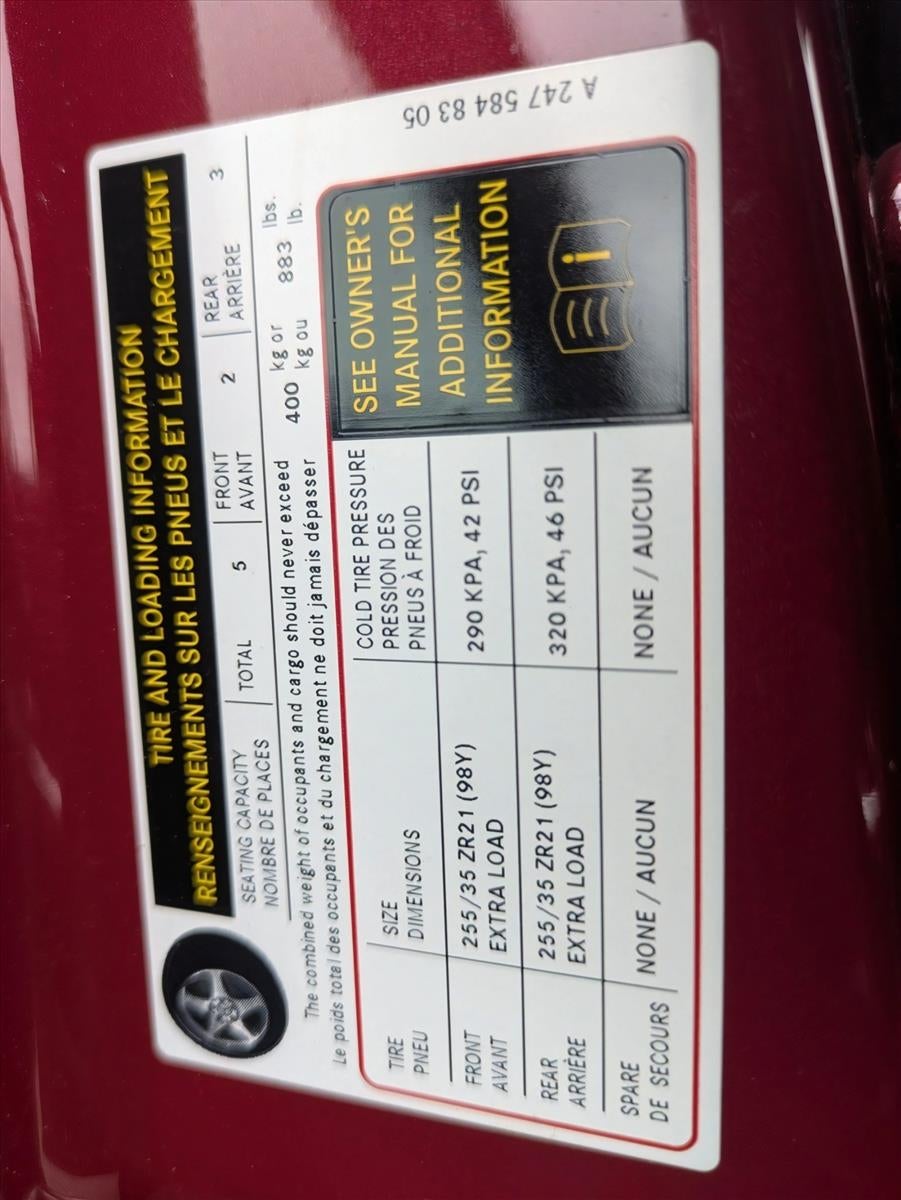 TIRE AND LOADING INFORMATION
RENSEIGNEMENTS SUR LES PNEUS ET LE CHARGEMENT
SEATING CAPACITY TOTAL 5 FRONT 2 REAR 3
NOMBRE DE PLACES AVANT ARRIÈRE
The combined weight of occupants and cargo should never exceed 400 kg or 883 lbs.
Le poids total des occupants et du chargement ne doit jamais dépasser kg ou lb.
TIRE SIZE COLD TIRE PRESSURE
PNEU DIMENSIONS PRESSION DES
PNEUS À FROID
FRONT 255/35 ZR21 (98Y) 290 KPA, 42 PSI
AVANT EXTRA LOAD
REAR 255/35 ZR21 (98Y) 320 KPA, 46 PSI
ARRIÈRE EXTRA LOAD
SPARE NONE / AUCUN NONE / AUCUN
DE SECOURS
SEE OWNER'S
MANUAL FOR
ADDITIONAL
INFORMATION
i
A 247 584 83 05